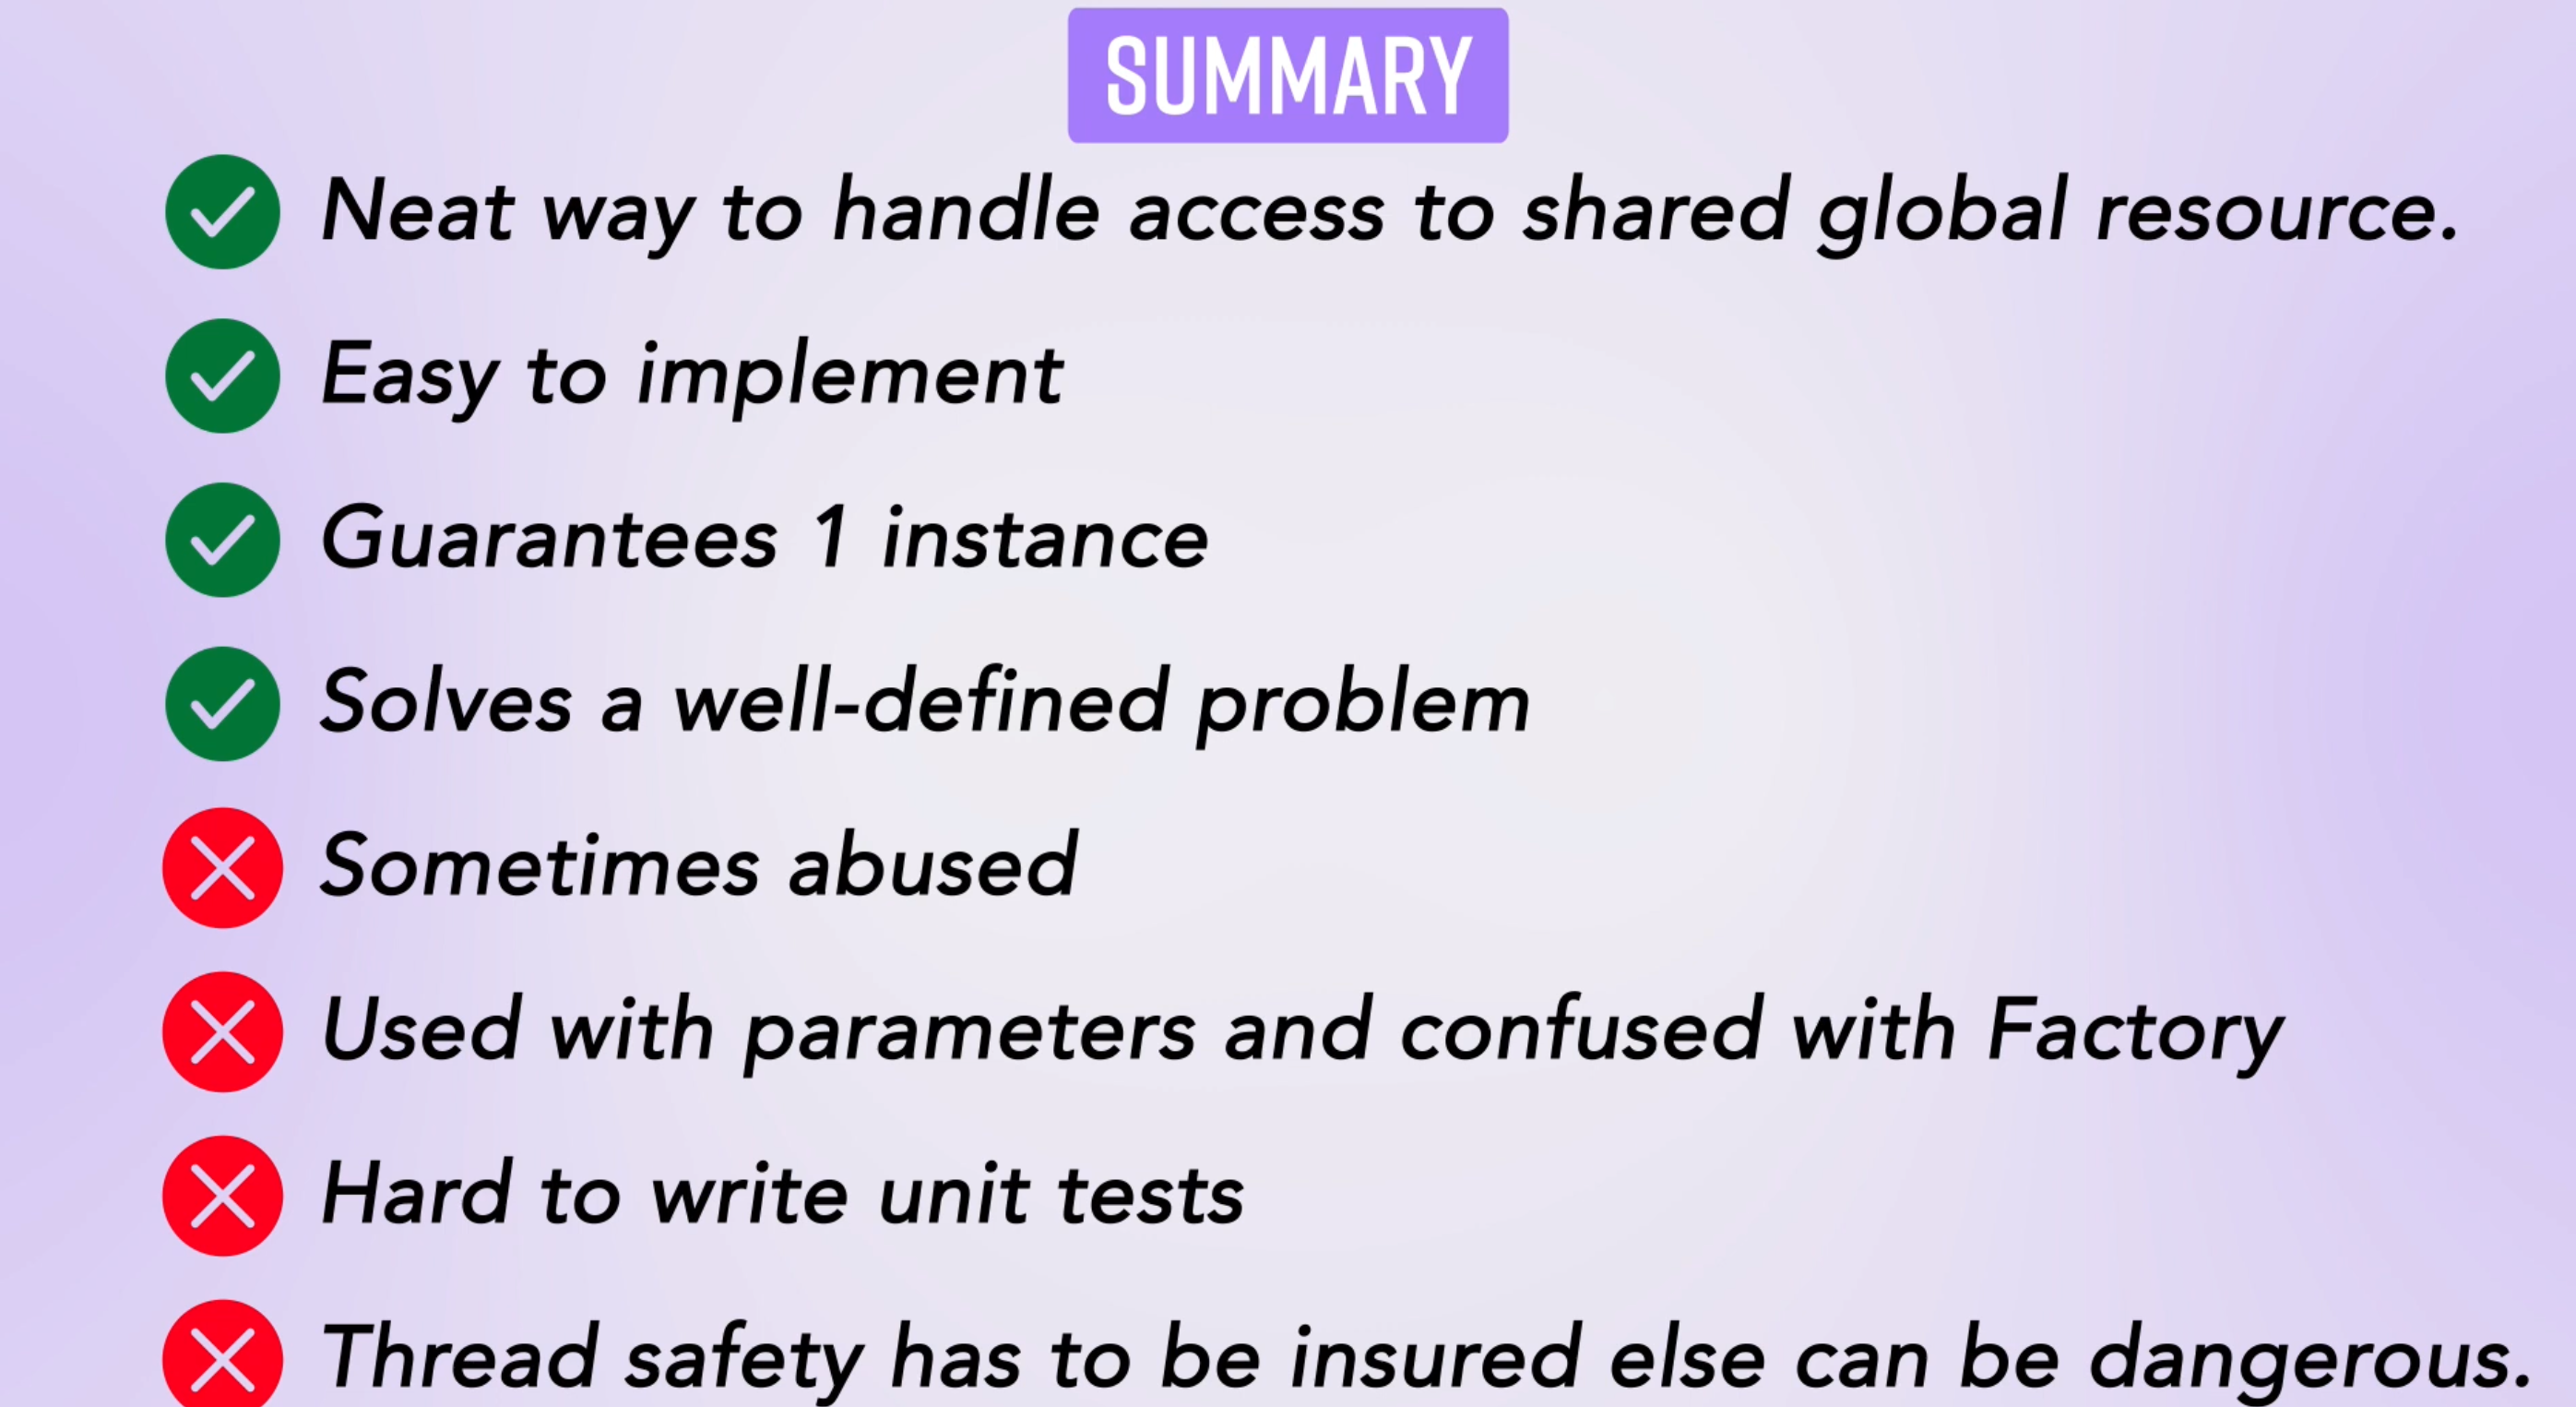 SUMMARY
Neat way to handle access to shared global resource.
Easy to implement
Guarantees 1 instance
Solves a well-defined problem
Sometimes abused
Used with parameters and confused with Factory
Hard to write unit tests
Thread safety has to be insured else can be dangerous.